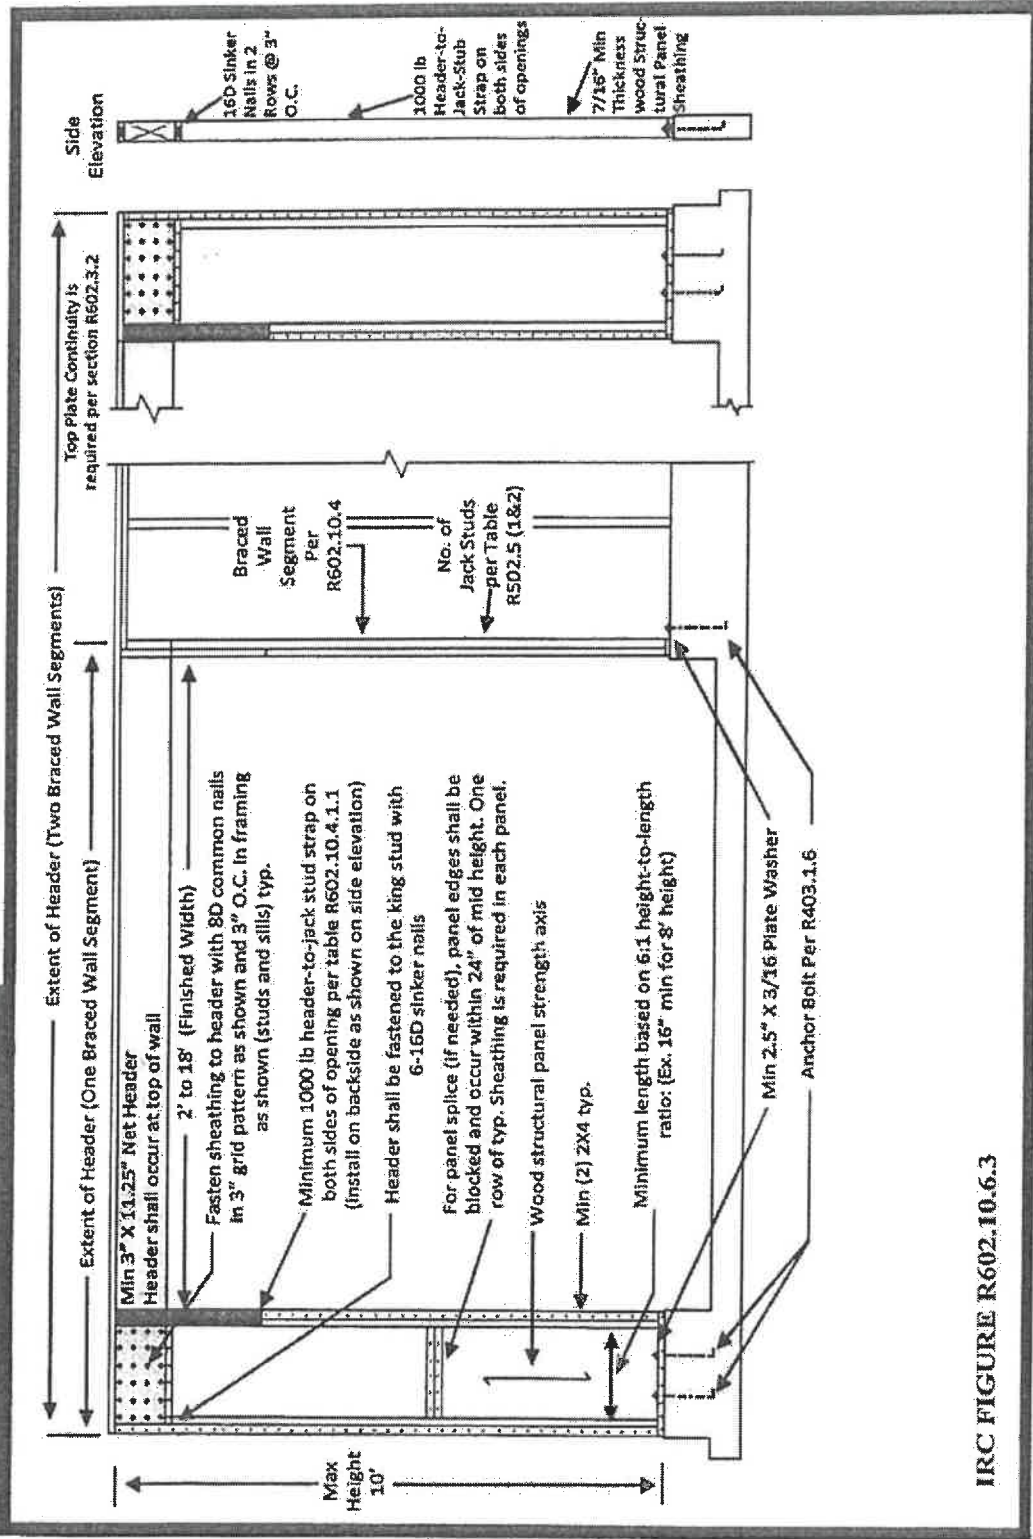 Extent of Header (Two Braced Wall Segments)
Extent of Header (One Braced Wall Segment)
Top Plate Continuity is
required per section R602.3.2
Side
Elevation
Min 3" X 11.25" Net Header
Header shall occur at top of wall
2' to 18' (Finished Width)
Fasten sheathing to header with 8D common nails
in 3" grid pattern as shown and 3" O.C. in framing
as shown (studs and sills) typ.
Minimum 1000 lb header-to-jack stud strap on
both sides of opening per table R602.10.4.1.1
(install on backside as shown on side elevation)
Header shall be fastened to the king stud with
6-16D sinker nails
For panel splice (if needed), panel edges shall be
blocked and occur within 24" of mid height. One
row of typ. Sheathing is required in each panel.
Wood structural panel strength axis
Min (2) 2X4 typ.
Minimum length based on 6:1 height-to-length
ratio: (Ex. 16" min for 8' height)
Min 2.5" X 3/16 Plate Washer
Anchor Bolt Per R403.1.6
Max
Height
10'
Braced
Wall
Segment
Per
R602.10.4
No. of
Jack Studs
per Table
R502.5 (1&2)
16D Sinker
Nails in 2
Rows @ 3"
O.C.
1000 lb
Header-to-
Jack-Stub
Strap on
both sides
of openings
7/16" Min
Thickness
wood Struc-
tural Panel
Sheathing
IRC FIGURE R602.10.6.3